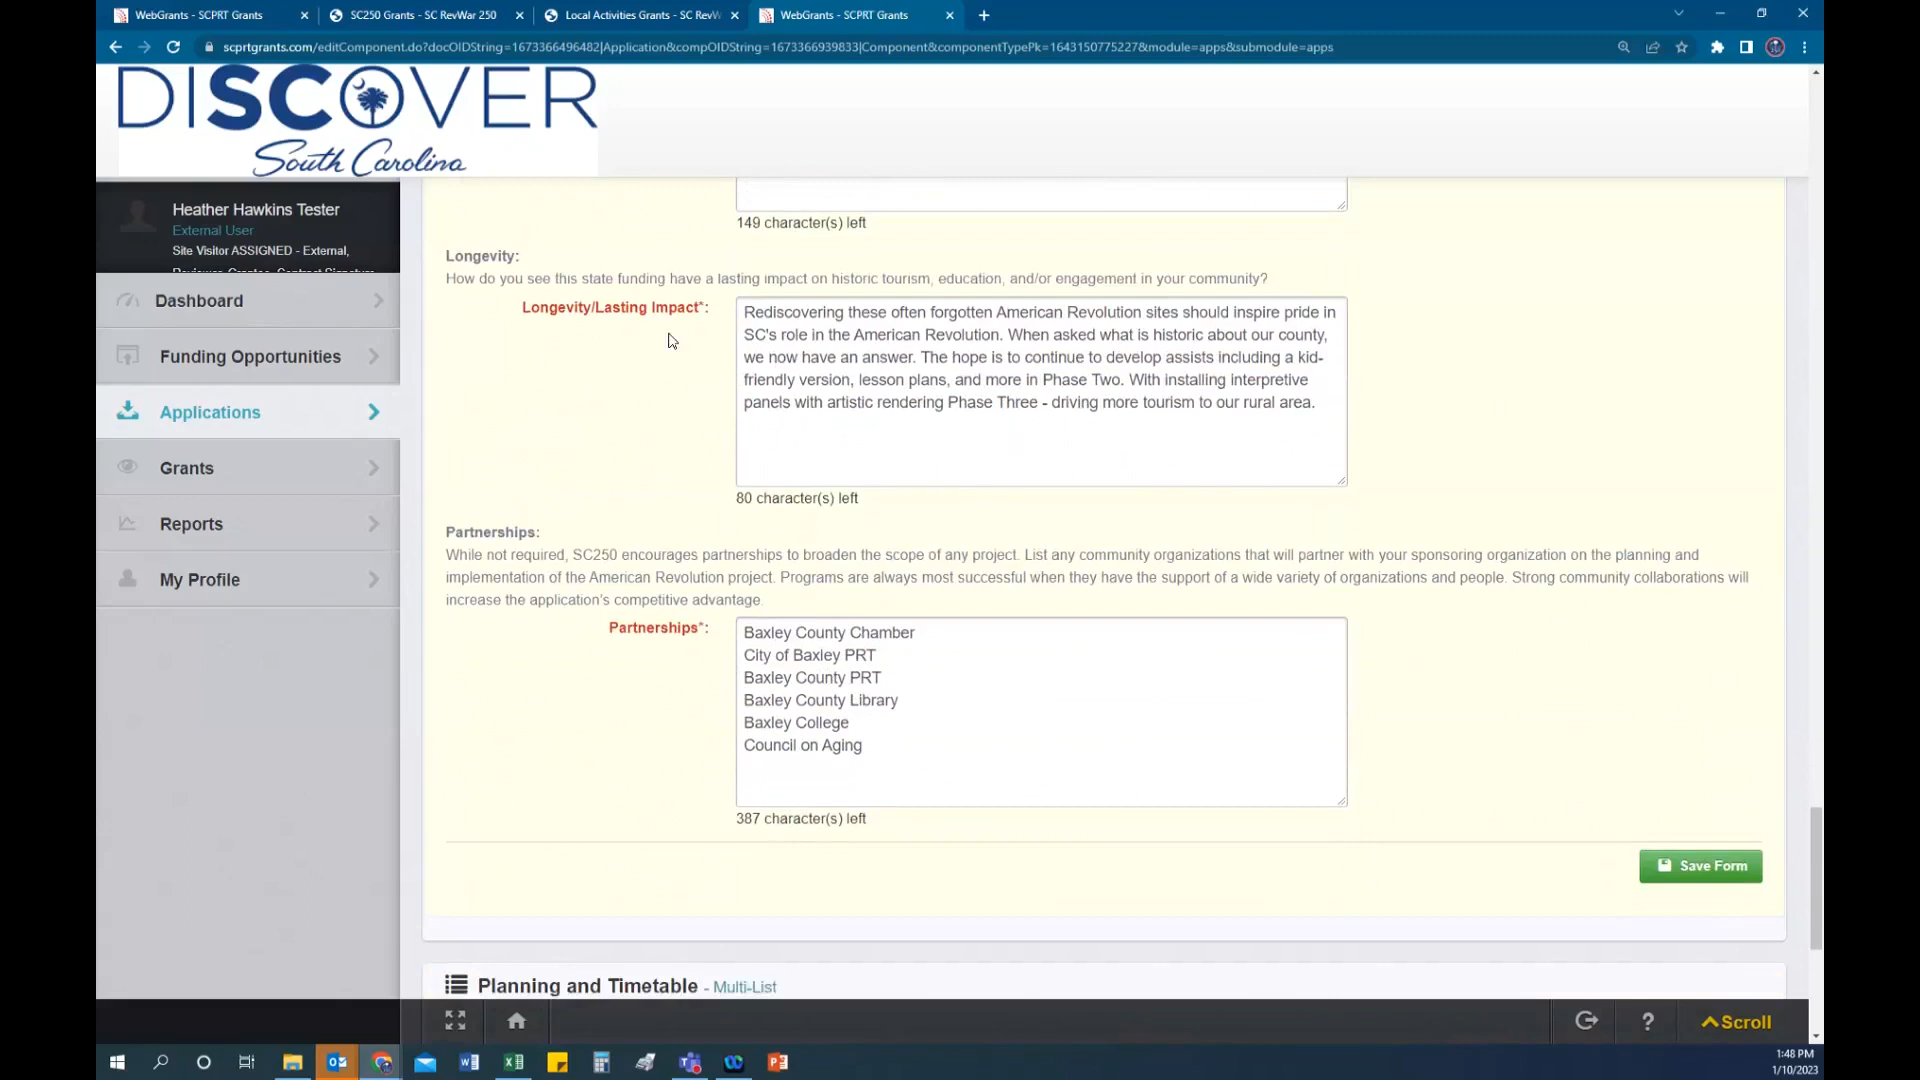 WebGrants - SCPRT Grants
SC250 Grants - SC RevWar 250
Local Activities Grants - SC RevW
WebGrants - SCPRT Grants
scprtgrants.com/editComponent.do?docOIDString=1673366496482|Application&compOIDString=1673366939833|Component&componentTypePk=1643150775227&module=apps&submodule=apps
DISCOVER
South Carolina
Heather Hawkins Tester
External User
Site Visitor ASSIGNED - External,
Dashboard
Funding Opportunities
Applications
Grants
Reports
My Profile
149 character(s) left
Longevity:
How do you see this state funding have a lasting impact on historic tourism, education, and/or engagement in your community?
Longevity/Lasting Impact*:
Rediscovering these often forgotten American Revolution sites should inspire pride in
SC's role in the American Revolution. When asked what is historic about our county,
we now have an answer. The hope is to continue to develop assists including a kid-
friendly version, lesson plans, and more in Phase Two. With installing interpretive
panels with artistic rendering Phase Three - driving more tourism to our rural area.
80 character(s) left
Partnerships:
While not required, SC250 encourages partnerships to broaden the scope of any project. List any community organizations that will partner with your sponsoring organization on the planning and
implementation of the American Revolution project. Programs are always most successful when they have the support of a wide variety of organizations and people. Strong community collaborations will
increase the application's competitive advantage.
Partnerships*:
Baxley County Chamber
City of Baxley PRT
Baxley County PRT
Baxley County Library
Baxley College
Council on Aging
387 character(s) left
Save Form
Planning and Timetable - Multi-List
Scroll
1:48 PM
1/10/2023